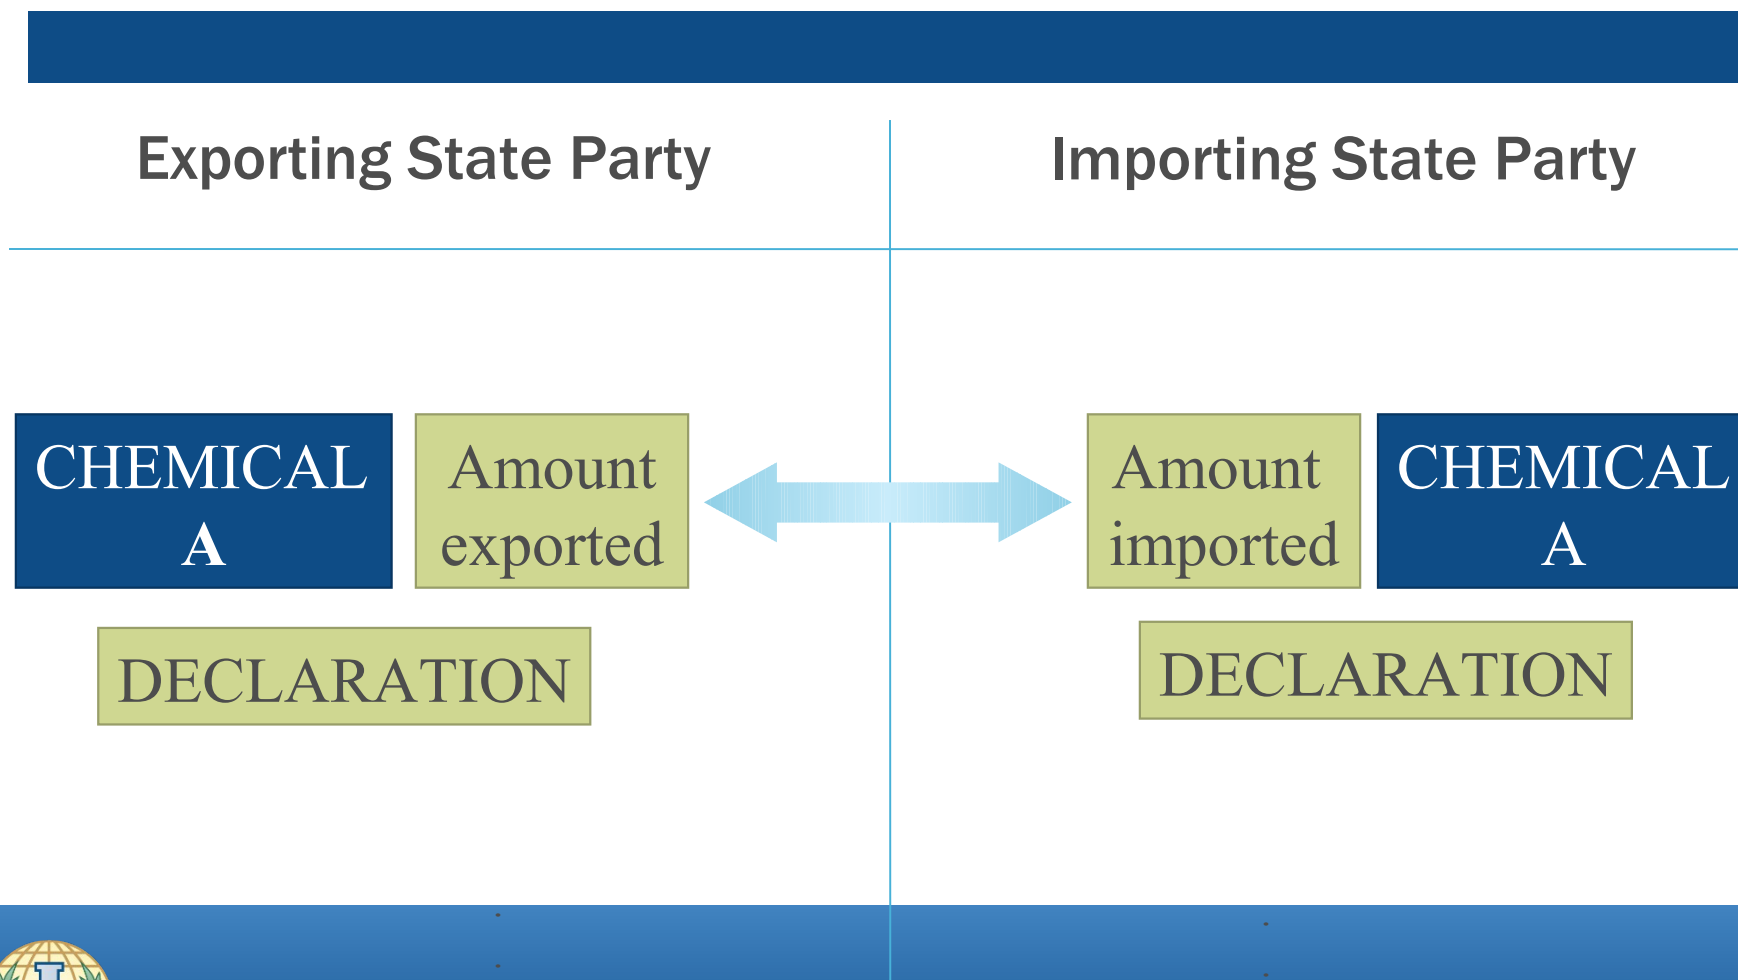 Exporting State Party
Importing State Party
CHEMICAL
A
Amount
exported
Amount
imported
CHEMICAL
A
DECLARATION
DECLARATION